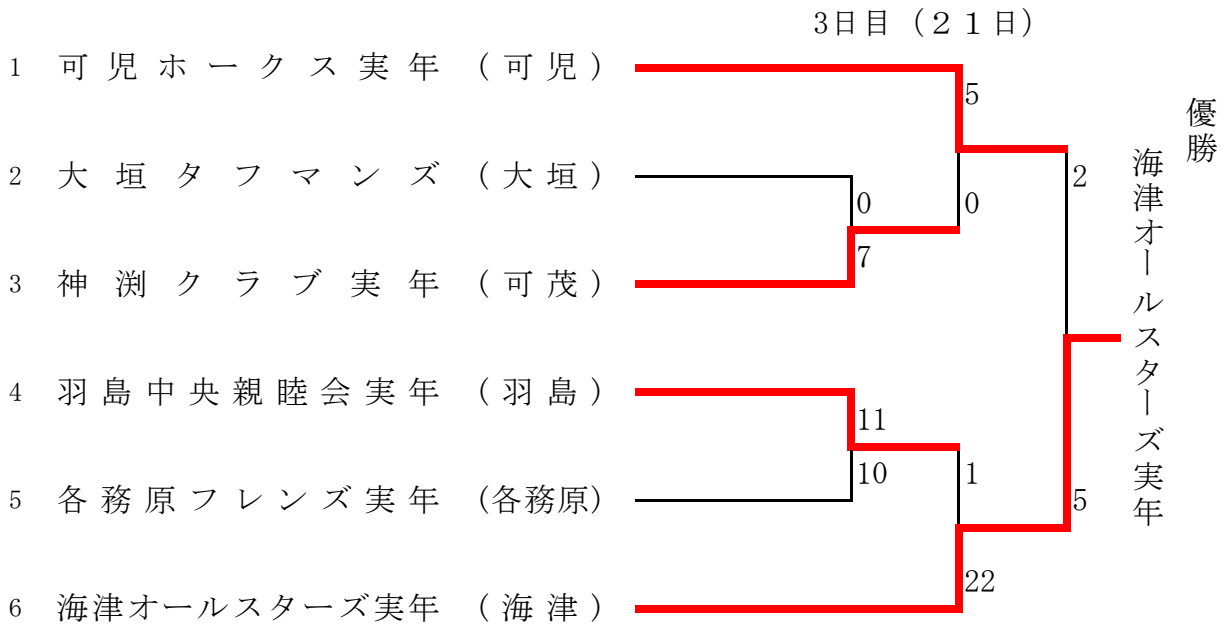 3日目（２１日）
1 可児ホークス実年 (可児)
5
優勝
海津オールスターズ実年
2 大垣タフマンズ (大垣)
2
0
0
7
3 神渕クラブ実年 (可茂)
4 羽島中央親睦会実年 (羽島)
11
10
1
5 各務原フレンズ実年 (各務原)
5
22
6 海津オールスターズ実年 (海津)